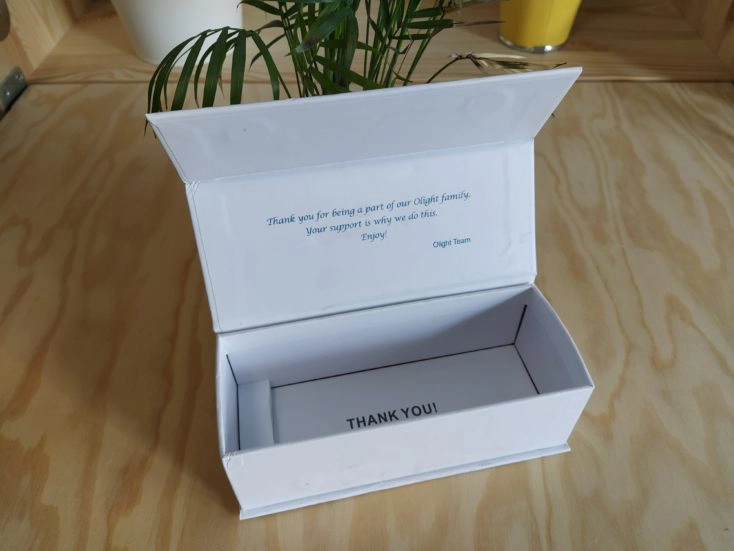 Thank you for being a part of our Olight family.
Your support is why we do this.
Enjoy!
Olight Team
THANK YOU!